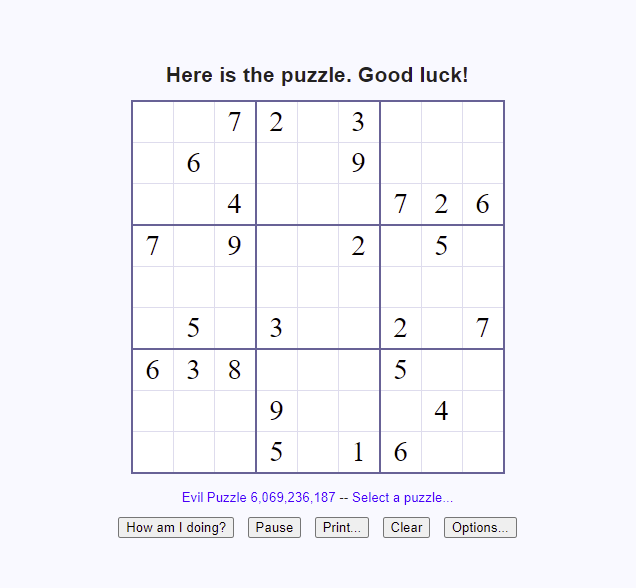 Here is the puzzle. Good luck!
7 2 3
6 9
4 7 2 6
7 9 2 5
5 3 2 7
6 3 8 5
9 4
5 1 6
Evil Puzzle 6,069,236,187 -- Select a puzzle...
How am I doing? Pause Print... Clear Options...